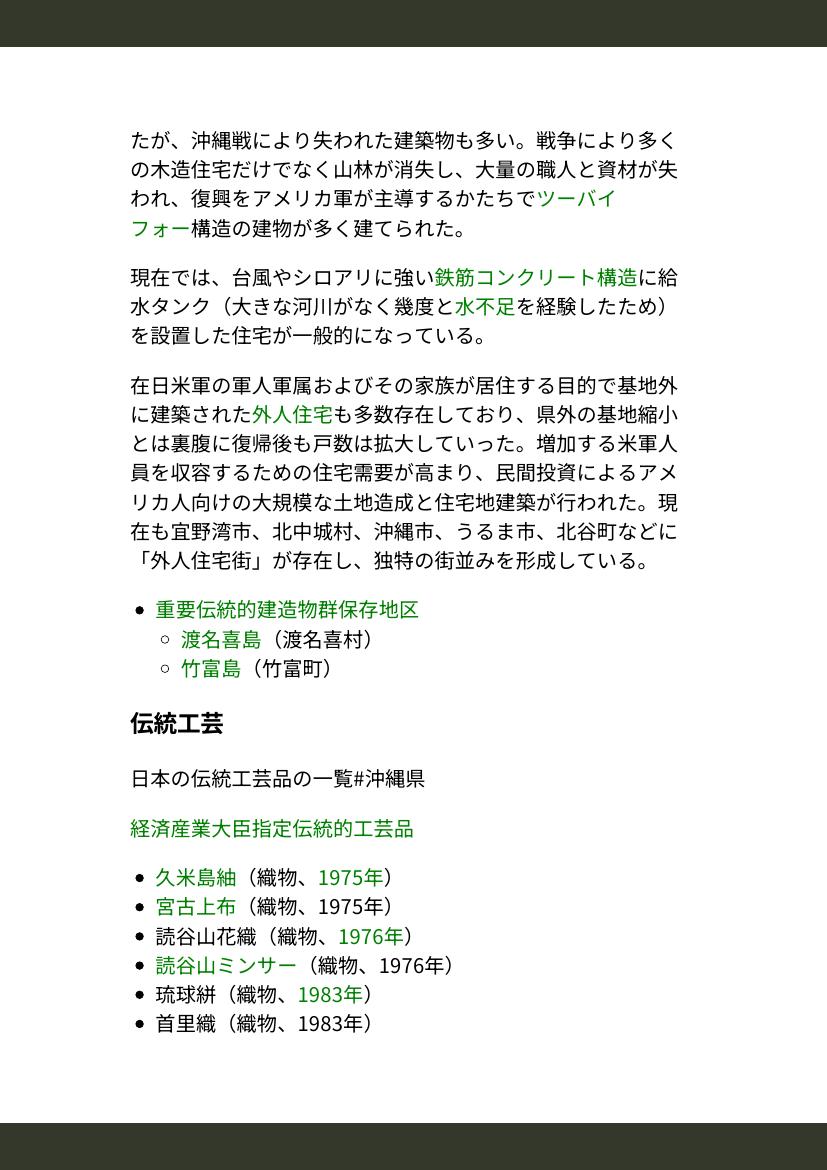 たが、沖縄戦により失われた建築物も多い。戦争により多く
の木造住宅だけでなく山林が消失し、大量の職人と資材が失
われ、復興をアメリカ軍が主導するかたちでツーバイ
フォー構造の建物が多く建てられた。
現在では、台風やシロアリに強い鉄筋コンクリート構造に給
水タンク（大きな河川がなく幾度と水不足を経験したため）
を設置した住宅が一般的になっている。
在日米軍の軍人軍属およびその家族が居住する目的で基地外
に建築された外人住宅も多数存在しており、県外の基地縮小
とは裏腹に復帰後も戸数は拡大していった。増加する米軍人
員を収容するための住宅需要が高まり、民間投資によるアメ
リカ人向けの大規模な土地造成と住宅地建築が行われた。現
在も宜野湾市、北中城村、沖縄市、うるま市、北谷町などに
「外人住宅街」が存在し、独特の街並みを形成している。
• 重要伝統的建造物群保存地区
○ 渡名喜島（渡名喜村）
○ 竹富島（竹富町）
伝統工芸
日本の伝統工芸品の一覧#沖縄県
経済産業大臣指定伝統的工芸品
• 久米島紬（織物、1975年）
• 宮古上布（織物、1975年）
• 読谷山花織（織物、1976年）
• 読谷山ミンサー（織物、1976年）
• 琉球絣（織物、1983年）
• 首里織（織物、1983年）